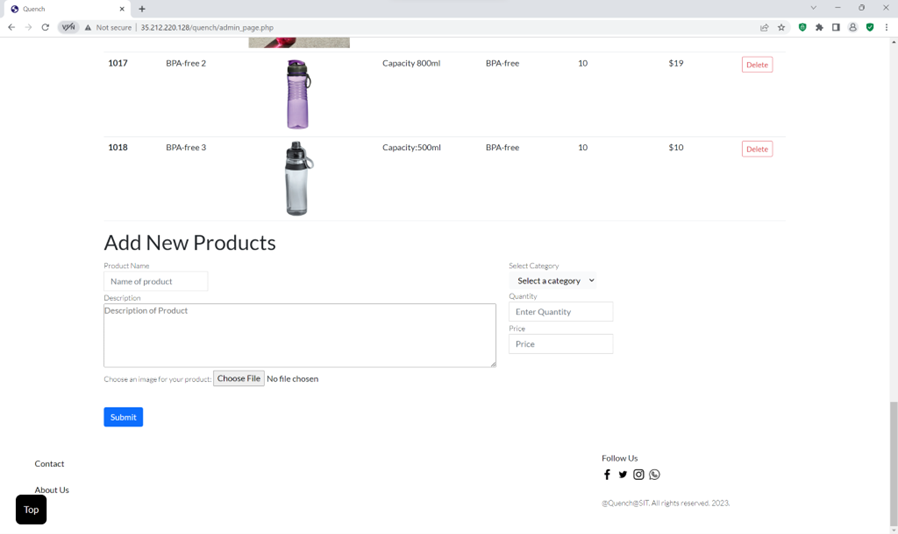 Quench
VPN
Not secure | 35.212.220.128/quench/admin_page.php
1017 BPA-free 2 Capacity 800ml BPA-free 10 $19 Delete
1018 BPA-free 3 Capacity:500ml BPA-free 10 $10 Delete
Add New Products
Product Name
Name of product
Description
Description of Product
Choose an image for your product: Choose File No file chosen
Submit
Select Category
Select a category
Quantity
Enter Quantity
Price
Price
Contact
About Us
Top
Follow Us
@Quench@SIT. All rights reserved. 2023.